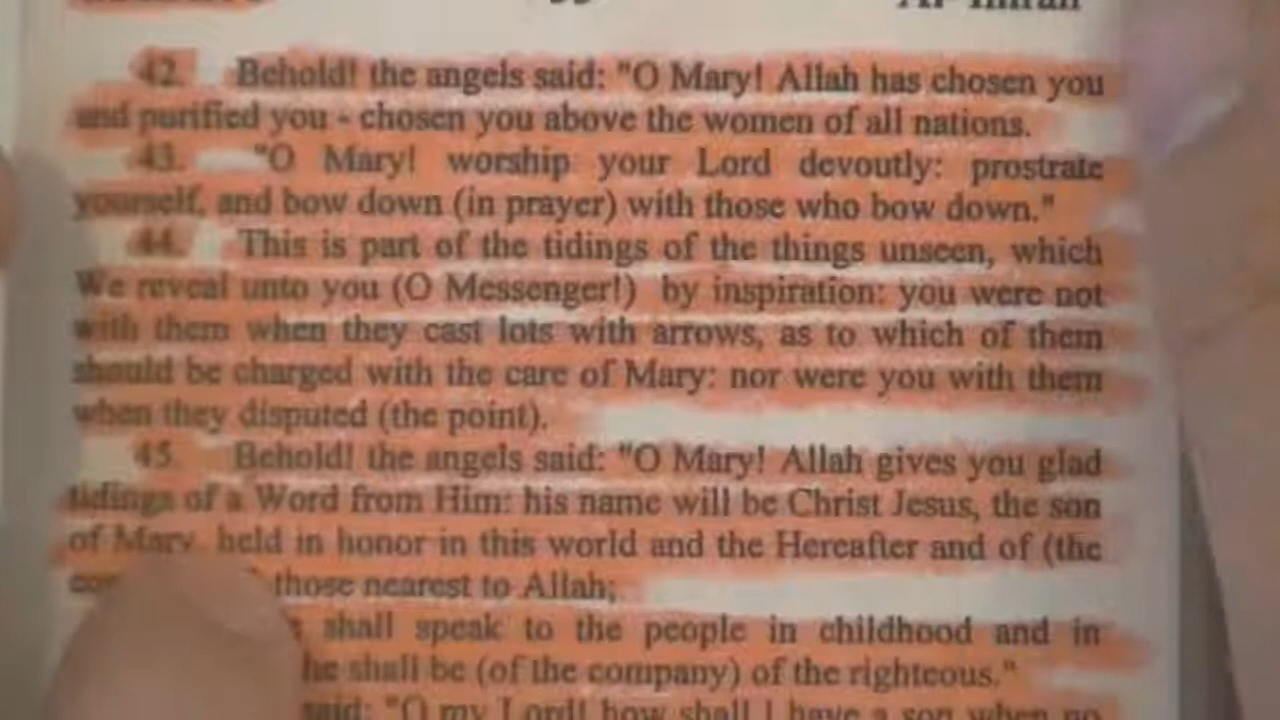 42. Behold! the angels said: "O Mary! Allah has chosen you
and purified you - chosen you above the women of all nations.
43. "O Mary! worship your Lord devoutly: prostrate
yourself, and bow down (in prayer) with those who bow down."
44. This is part of the tidings of the things unseen, which
We reveal unto you (O Messenger!) by inspiration: you were not
with them when they cast lots with arrows, as to which of them
should be charged with the care of Mary: nor were you with them
when they disputed (the point).
45. Behold! the angels said: "O Mary! Allah gives you glad
tidings of a Word from Him: his name will be Christ Jesus, the son
of Mary, held in honor in this world and the Hereafter and of (the
those nearest to Allah;
shall speak to the people in childhood and in
he shall be (of the company) of the righteous."
said: "O my Lord! how shall I have a son when no